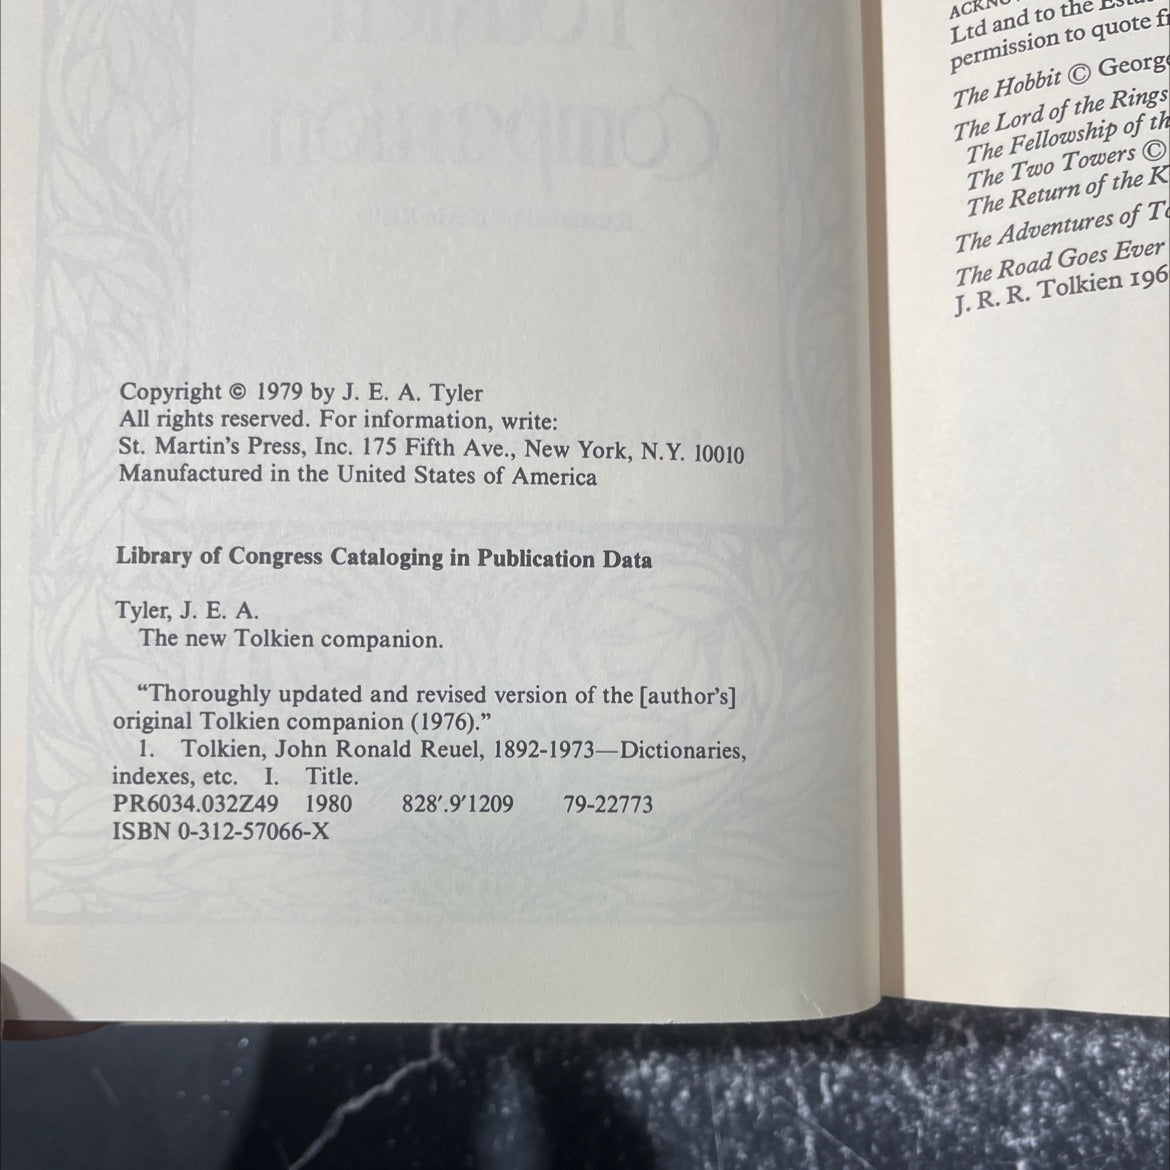 Copyright © 1979 by J. E. A. Tyler
All rights reserved. For information, write:
St. Martin's Press, Inc. 175 Fifth Ave., New York, N.Y. 10010
Manufactured in the United States of America
Library of Congress Cataloging in Publication Data
Tyler, J. E. A.
The new Tolkien companion.
“Thoroughly updated and revised version of the [author's]
original Tolkien companion (1976).”
1. Tolkien, John Ronald Reuel, 1892-1973—Dictionaries,
indexes, etc. I. Title.
PR6034.032Z49 1980 828′.9′1209 79-22773
ISBN 0-312-57066-X
Ltd and to the
permission to quote
The Hobbit ©
The Lord of the Rings
The Fellowship of
The Two Towers ©
The Return of the
The Adventures of
The Road Goes Ever
J. R. R. Tolkien